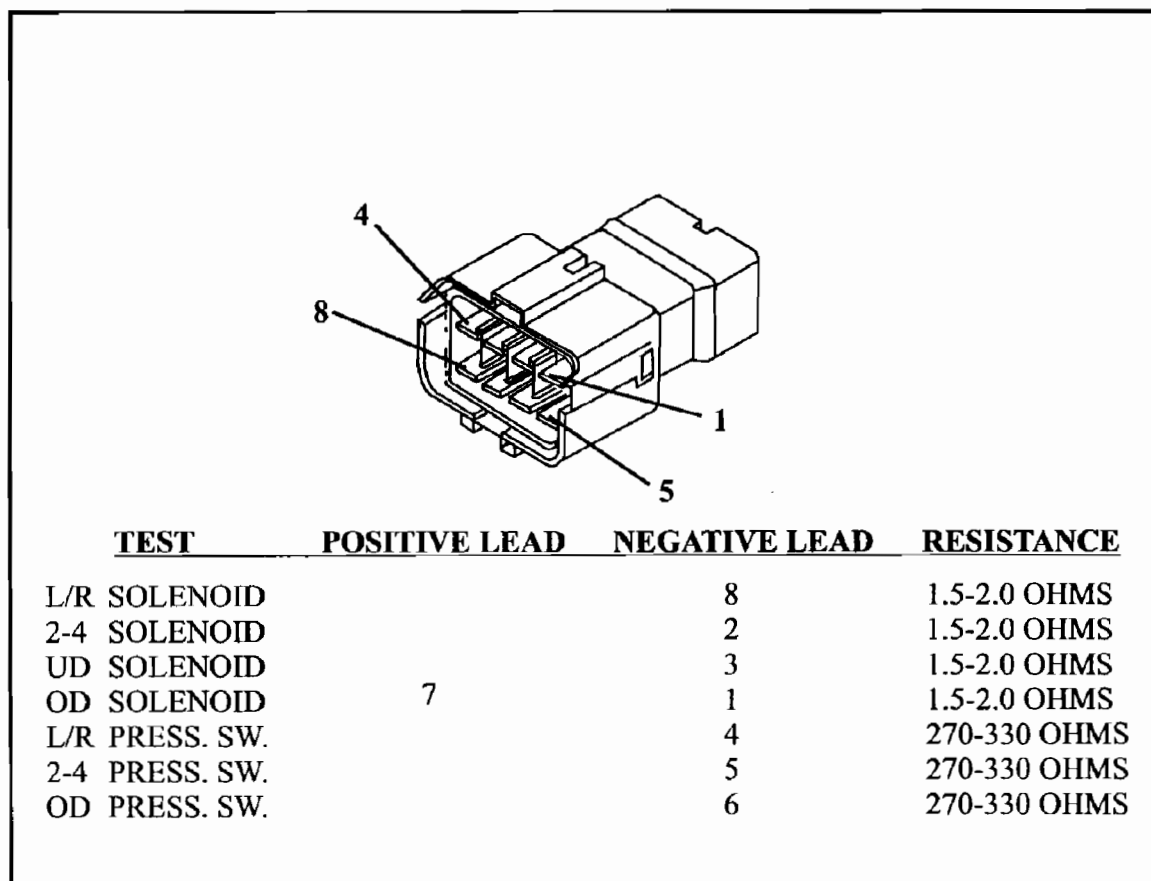 4
8
1
5
TEST POSITIVE LEAD NEGATIVE LEAD RESISTANCE
L/R SOLENOID 8 1.5-2.0 OHMS
2-4 SOLENOID 2 1.5-2.0 OHMS
UD SOLENOID 3 1.5-2.0 OHMS
OD SOLENOID 7 1 1.5-2.0 OHMS
L/R PRESS. SW. 4 270-330 OHMS
2-4 PRESS. SW. 5 270-330 OHMS
OD PRESS. SW. 6 270-330 OHMS